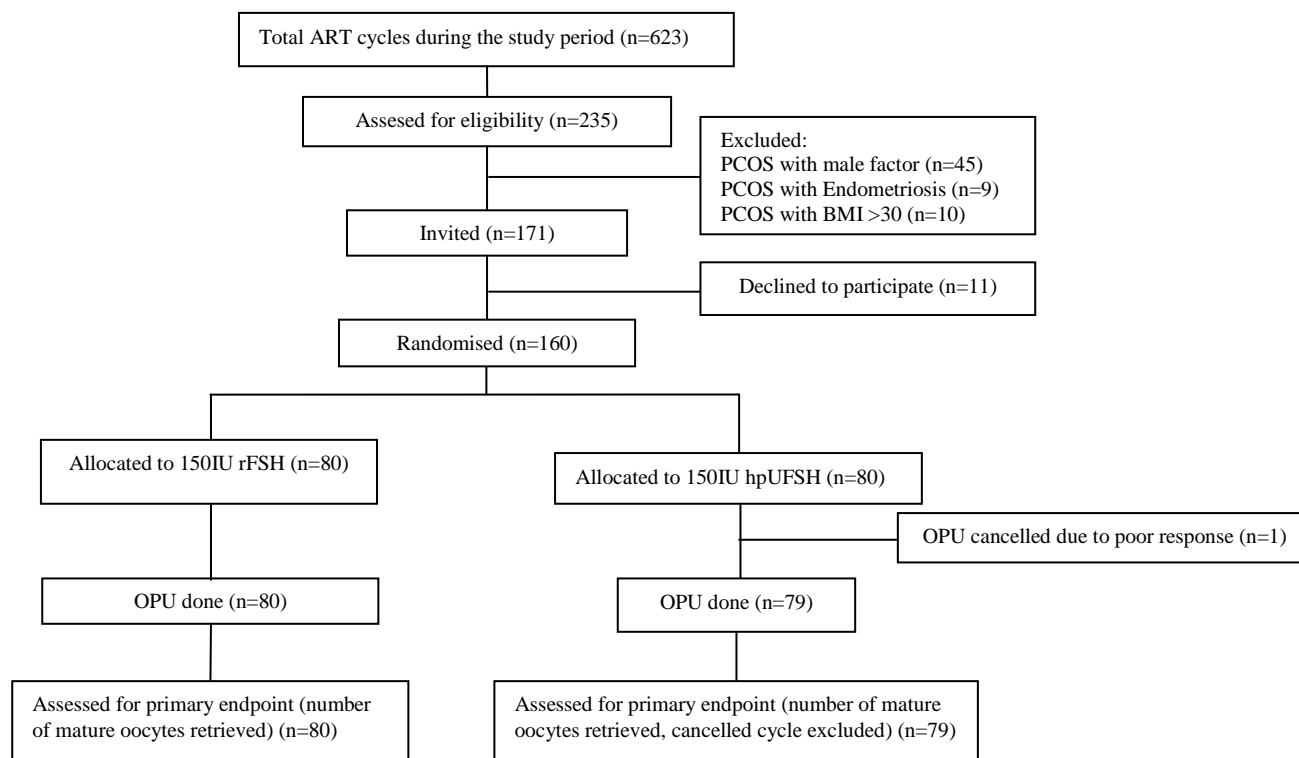 Total ART cycles during the study period (n=623)
Assesed for eligibility (n=235)
Excluded:
PCOS with male factor (n=45)
PCOS with Endometriosis (n=9)
PCOS with BMI >30 (n=10)
Invited (n=171)
Declined to participate (n=11)
Randomised (n=160)
Allocated to 150IU rFSH (n=80)
Allocated to 150IU hpUFSH (n=80)
OPU cancelled due to poor response (n=1)
OPU done (n=80)
OPU done (n=79)
Assessed for primary endpoint (number
of mature oocytes retrieved) (n=80)
Assessed for primary endpoint (number of mature
oocytes retrieved, cancelled cycle excluded) (n=79)